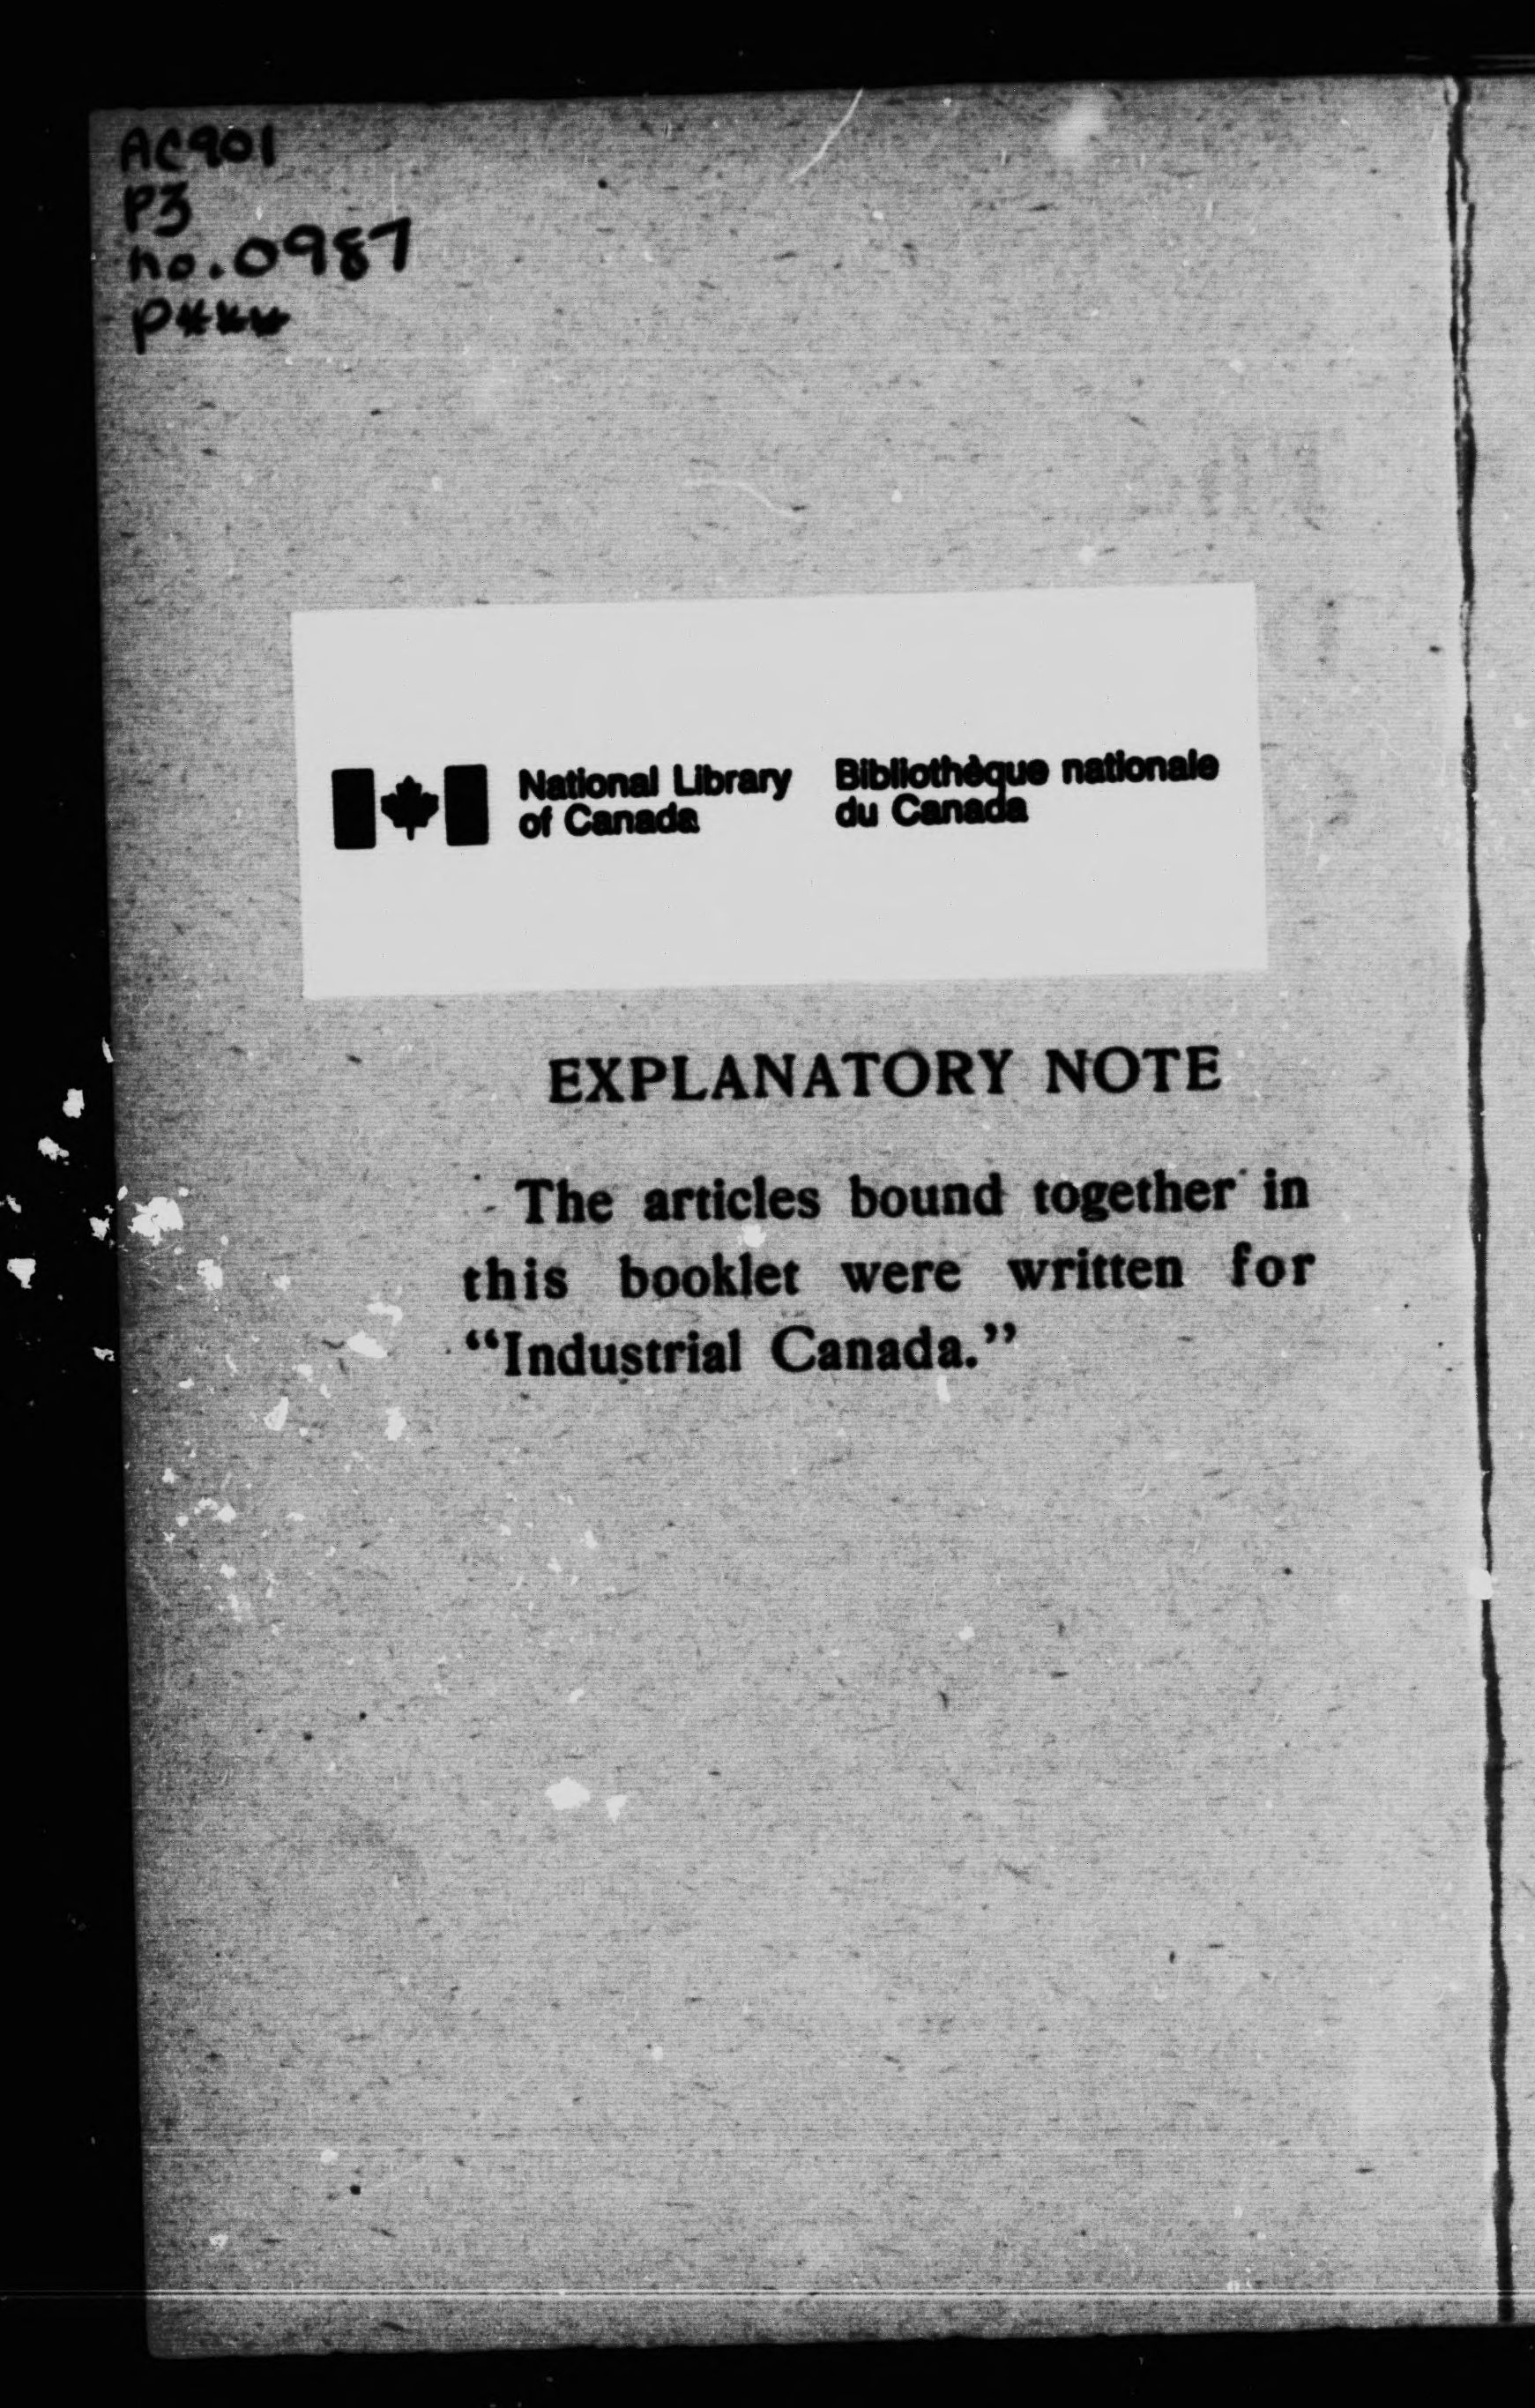 AC901
P3
no.0987
p***
National Library
of Canada
Bibliothèque nationale
du Canada
EXPLANATORY NOTE
The articles bound together in
this booklet were written for
“Industrial Canada.”